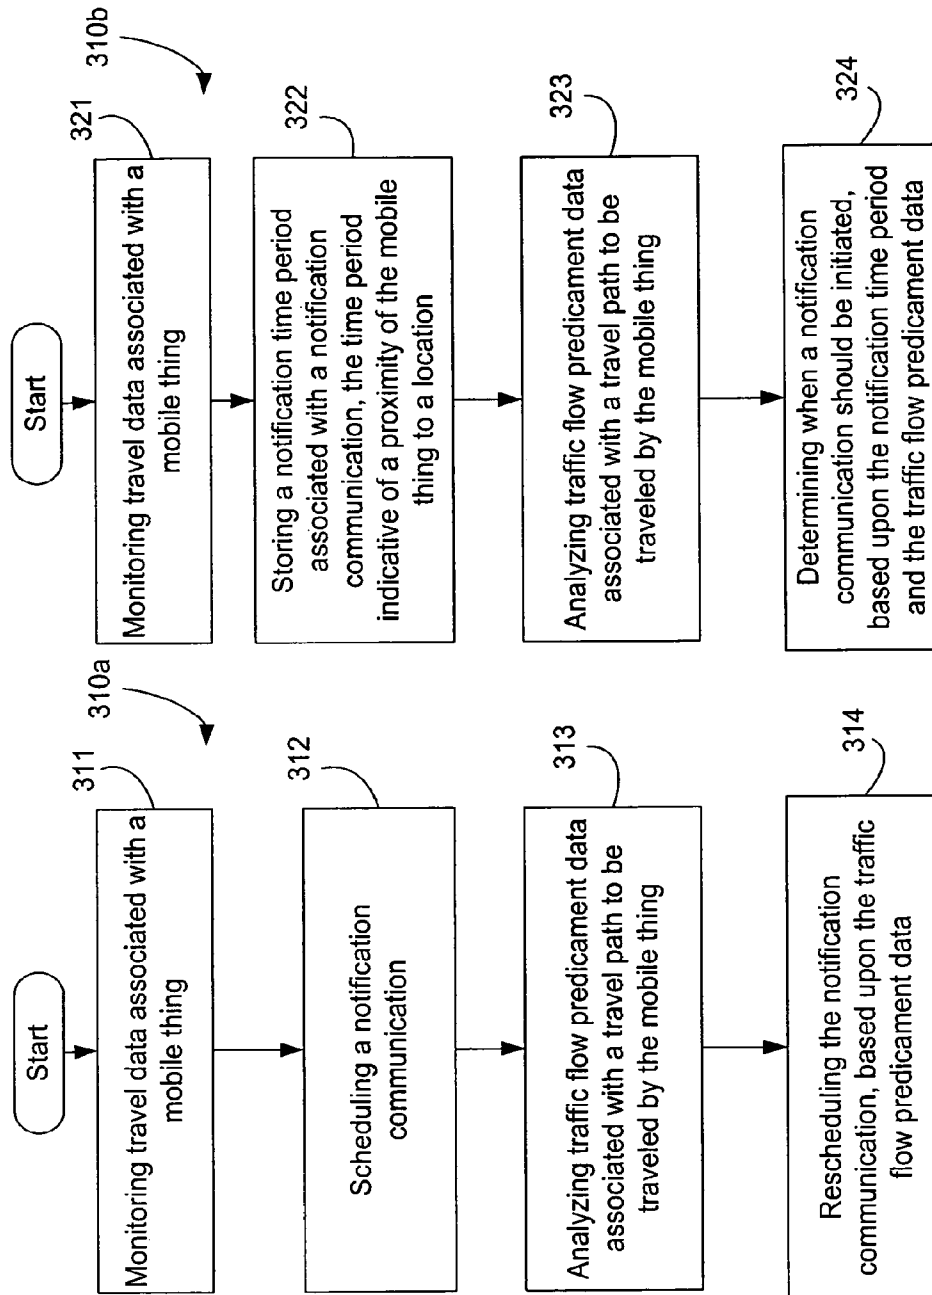 Start
310a
311
Monitoring travel data associated with a
mobile thing
312
Scheduling a notification
communication
313
Analyzing traffic flow predicament data
associated with a travel path to be
traveled by the mobile thing
314
Rescheduling the notification
communication, based upon the traffic
flow predicament data
Start
310b
321
Monitoring travel data associated with a
mobile thing
322
Storing a notification time period
associated with a notification
communication, the time period
indicative of a proximity of the mobile
thing to a location
323
Analyzing traffic flow predicament data
associated with a travel path to be
traveled by the mobile thing
324
Determining when a notification
communication should be initiated,
based upon the notification time period
and the traffic flow predicament data